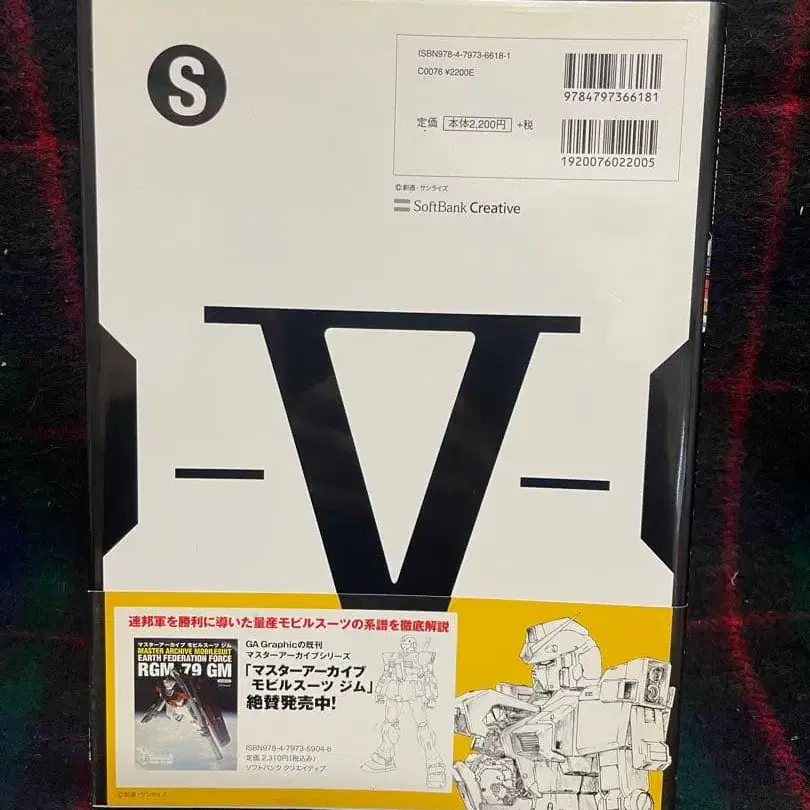 S
ISBN978-4-7973-6618-1
C0076 ¥2200E
9784797366181
定価 本体2,200円 +税
1920076022005
©創通・サンライズ
SoftBank Creative
-V-
連邦軍を勝利に導いた量産モビルスーツの系譜を徹底解説
マスターアーカイブ モビルスーツ ジム
MASTER ARCHIVE MOBILESUIT
EARTH FEDERATION FORCE
RGM-79 GM
GA Graphicの既刊
マスターアーカイブシリーズ
「マスターアーカイブ
モビルスーツ ジム」
絶賛発売中!
ISBN978-4-7973-5904-6
定価 2,310円(税込み)
ソフトバンク クリエイティブ
©創通・サンライズ